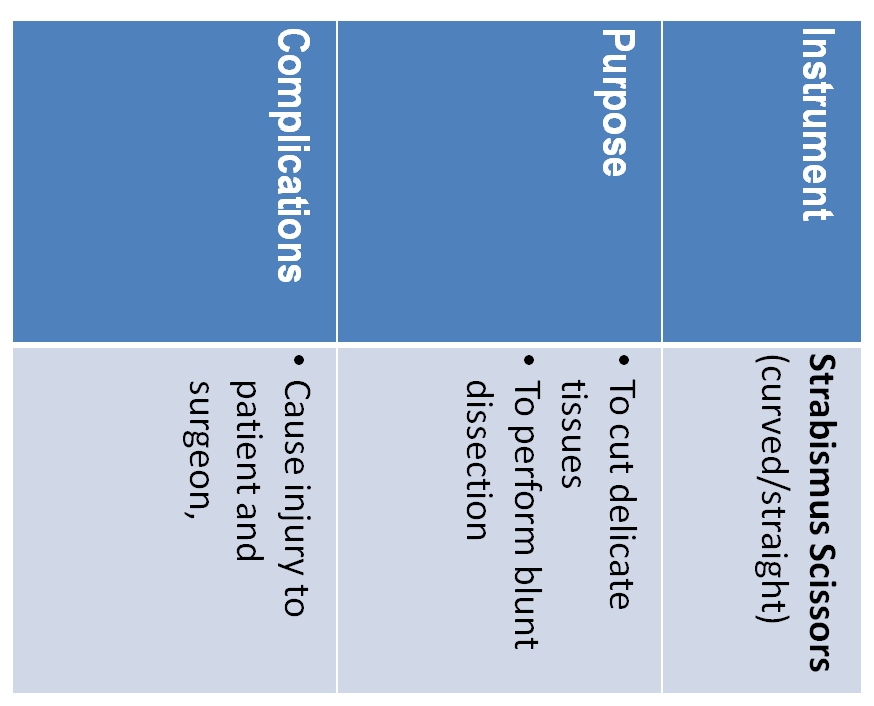 Instrument
Strabismus Scissors
(curved/straight)
Purpose
• To cut delicate
tissues
• To perform blunt
dissection
Complications
• Cause injury to
patient and
surgeon,